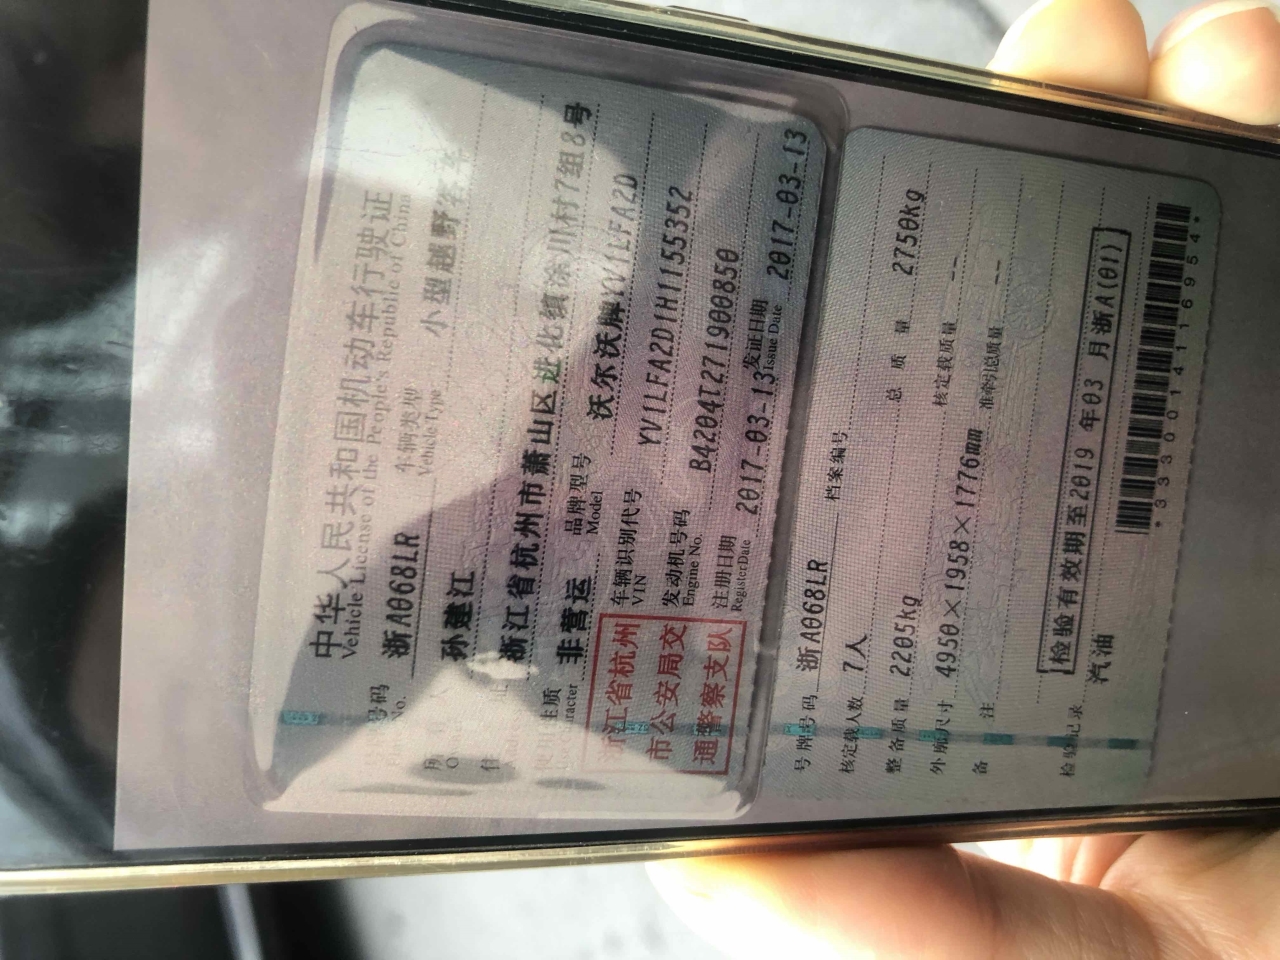 中华人民共和国机动车行驶证
Vehicle License of the People's Republic of China
号码 浙A068LR 车辆类型 小型越野客车
No. Vehicle Type
孙建江
浙江省杭州市萧山区进化镇涂川村7组8号
非营运 品牌型号 沃尔沃牌YV1LFA2D
Character Model
浙江省杭州
市公安局交
通警察支队
车辆识别代号 YV1LFA2D1H1155352
VIN
发动机号码 B4204T271900850
Engine No.
注册日期 2017-03-13 发证日期 2017-03-13
Register Date Issue Date
号牌号码 浙A068LR 档案编号
核定载人数 7人 总质量 2750kg
整备质量 2205kg 核定载质量 --
外廓尺寸 4950×1958×1776mm 准牵引总质量 --
备注
检验有效期至2019年03月浙A(01)
检验记录 汽油
*3330014116954*